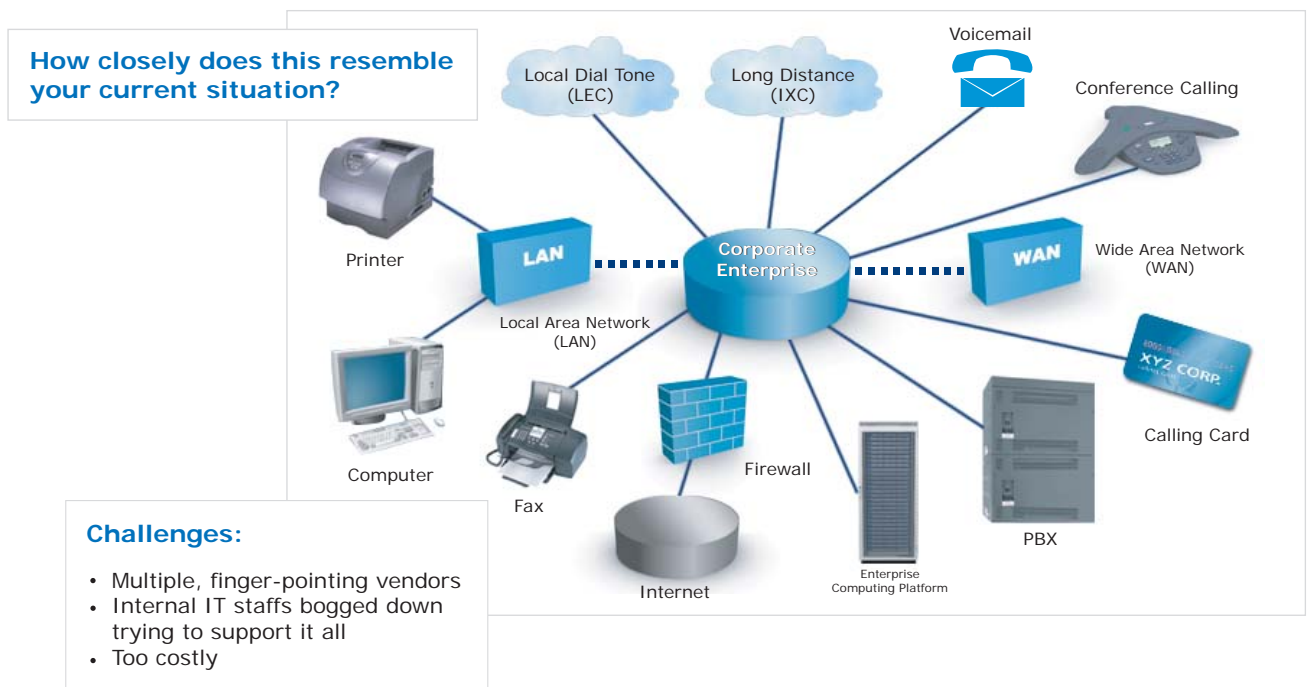 How closely does this resemble
your current situation?
Local Dial Tone
(LEC)
Long Distance
(IXC)
Voicemail
Conference Calling
Printer
LAN
Corporate
Enterprise
WAN
Wide Area Network
(WAN)
Local Area Network
(LAN)
XYZ CORP.
Calling Card
Computer
Fax
Firewall
Internet
Enterprise
Computing Platform
PBX
Challenges:
• Multiple, finger-pointing vendors
• Internal IT staffs bogged down
trying to support it all
• Too costly